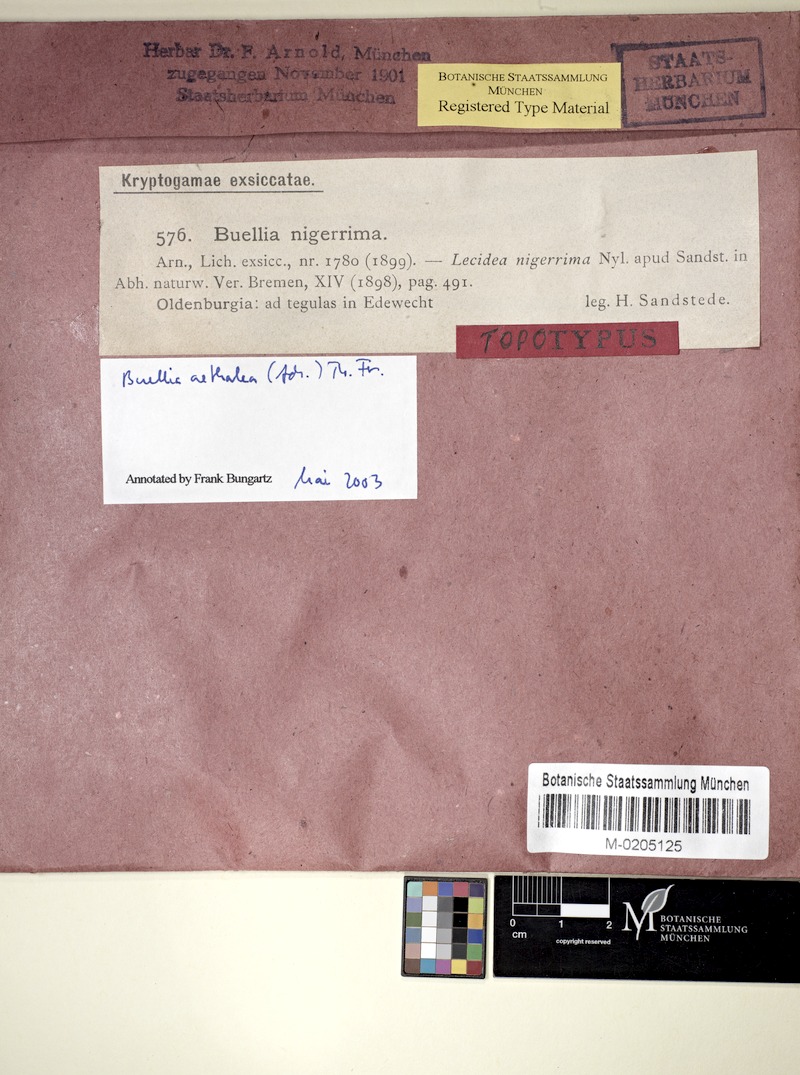 Herbar Dr. F. Arnold, München
zugegangen November 1901
Staatsherbarium München
BOTANISCHE STAATSSAMMLUNG
MÜNCHEN
Registered Type Material
STAATS-
HERBARIUM
MÜNCHEN
Kryptogamae exsiccatae.
576. Buellia nigerrima.
Arn., Lich. exsicc., nr. 1780 (1899). — Lecidea nigerrima Nyl. apud Sandst. in
Abh. naturw. Ver. Bremen, XIV (1898), pag. 491.
Oldenburgia: ad tegulas in Edewecht leg. H. Sandstede.
TOPOTYPUS
Buellia aethalea (Ach.) Th. Fr.
Annotated by Frank Bungartz Mai 2003
Botanische Staatssammlung München
M-0205125
0 1 2
cm
copyright reserved
M BOTANISCHE
STAATSSAMMLUNG
MÜNCHEN